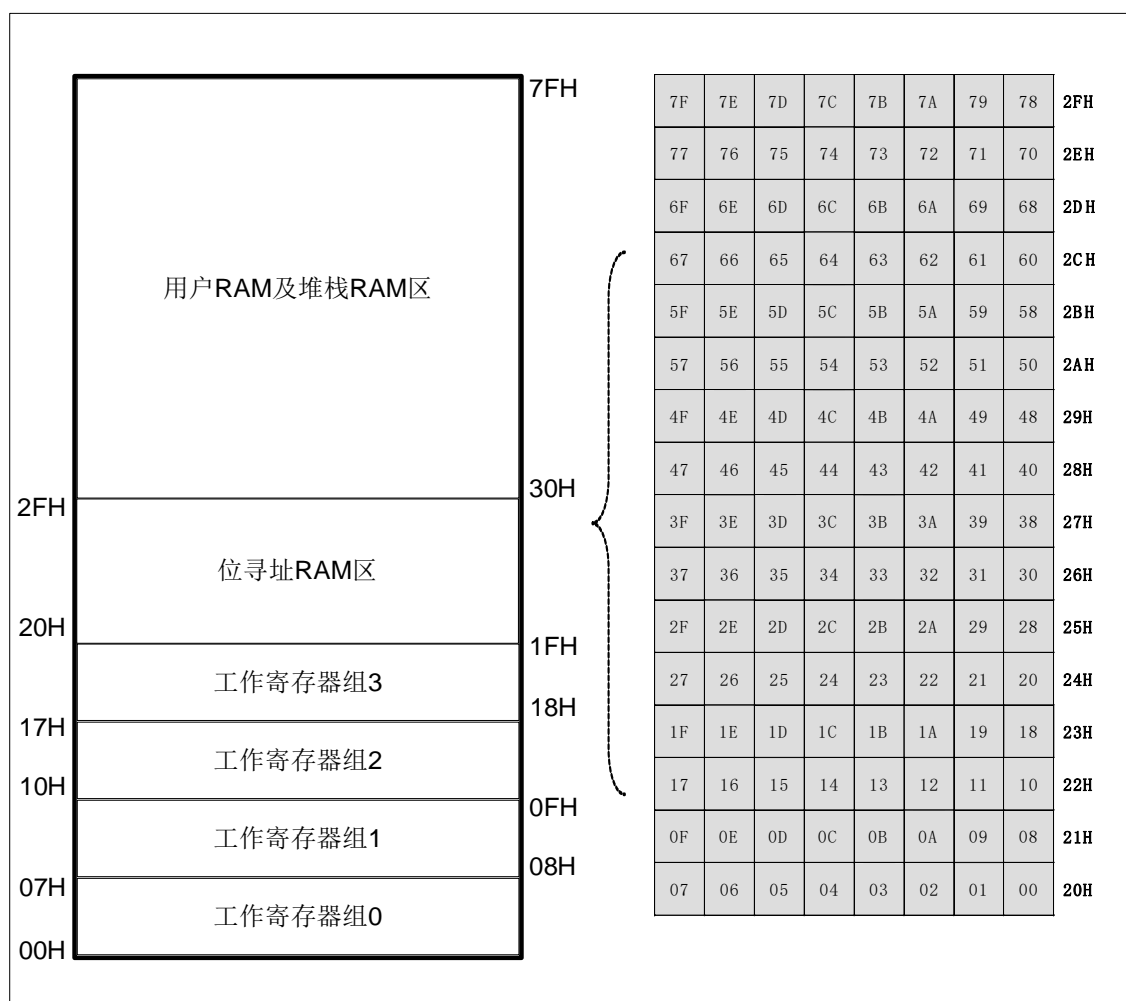 7FH
用户RAM及堆栈RAM区
30H
2FH
位寻址RAM区
20H
1FH
工作寄存器组3
18H
17H
工作寄存器组2
10H
0FH
工作寄存器组1
08H
07H
工作寄存器组0
00H
7F 7E 7D 7C 7B 7A 79 78 2FH
77 76 75 74 73 72 71 70 2EH
6F 6E 6D 6C 6B 6A 69 68 2DH
67 66 65 64 63 62 61 60 2CH
5F 5E 5D 5C 5B 5A 59 58 2BH
57 56 55 54 53 52 51 50 2AH
4F 4E 4D 4C 4B 4A 49 48 29H
47 46 45 44 43 42 41 40 28H
3F 3E 3D 3C 3B 3A 39 38 27H
37 36 35 34 33 32 31 30 26H
2F 2E 2D 2C 2B 2A 29 28 25H
27 26 25 24 23 22 21 20 24H
1F 1E 1D 1C 1B 1A 19 18 23H
17 16 15 14 13 12 11 10 22H
0F 0E 0D 0C 0B 0A 09 08 21H
07 06 05 04 03 02 01 00 20H